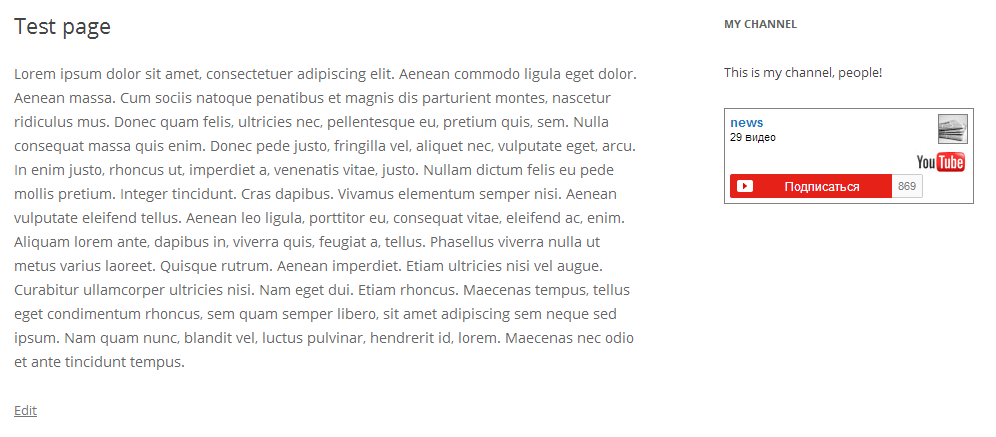 Test page
Lorem ipsum dolor sit amet, consectetuer adipiscing elit. Aenean commodo ligula eget dolor.
Aenean massa. Cum sociis natoque penatibus et magnis dis parturient montes, nascetur
ridiculus mus. Donec quam felis, ultricies nec, pellentesque eu, pretium quis, sem. Nulla
consequat massa quis enim. Donec pede justo, fringilla vel, aliquet nec, vulputate eget, arcu.
In enim justo, rhoncus ut, imperdiet a, venenatis vitae, justo. Nullam dictum felis eu pede
mollis pretium. Integer tincidunt. Cras dapibus. Vivamus elementum semper nisi. Aenean
vulputate eleifend tellus. Aenean leo ligula, porttitor eu, consequat vitae, eleifend ac, enim.
Aliquam lorem ante, dapibus in, viverra quis, feugiat a, tellus. Phasellus viverra nulla ut
metus varius laoreet. Quisque rutrum. Aenean imperdiet. Etiam ultricies nisi vel augue.
Curabitur ullamcorper ultricies nisi. Nam eget dui. Etiam rhoncus. Maecenas tempus, tellus
eget condimentum rhoncus, sem quam semper libero, sit amet adipiscing sem neque sed
ipsum. Nam quam nunc, blandit vel, luctus pulvinar, hendrerit id, lorem. Maecenas nec odio
et ante tincidunt tempus.
Edit
MY CHANNEL
This is my channel, people!
news
29 видео
YouTube
Подписаться 869